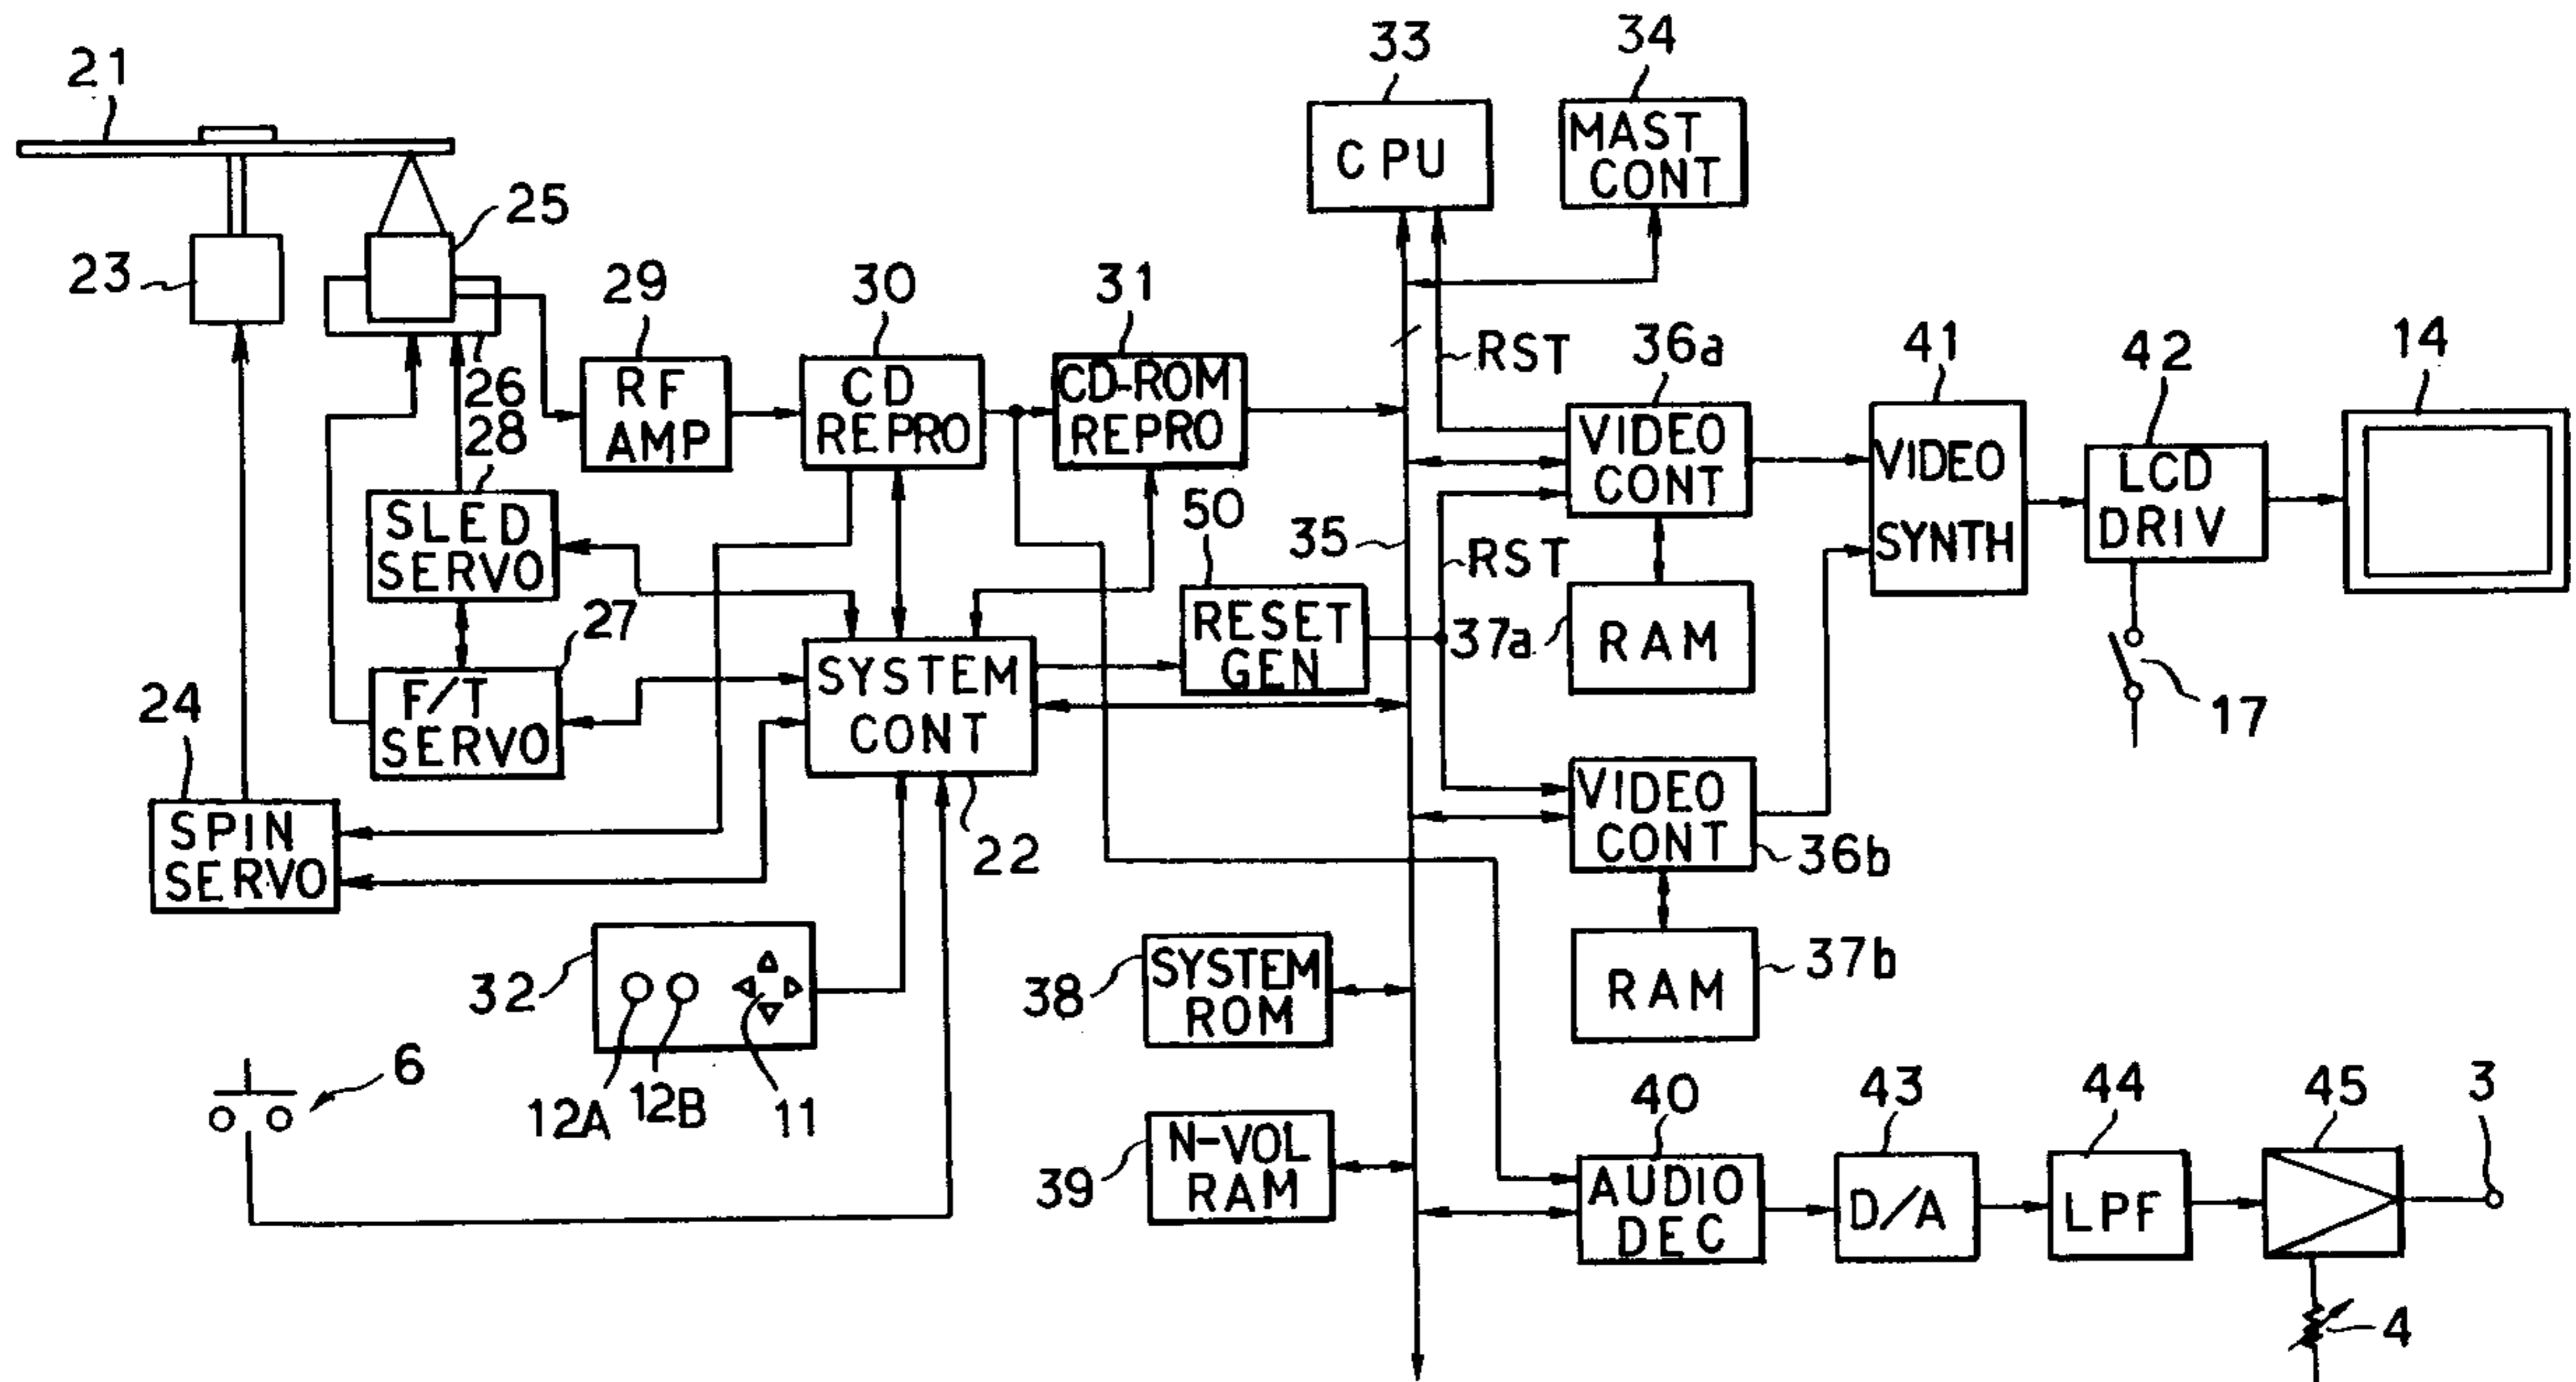 33
34
21
CPU
MAST
CONT
25
23
29
30
31
RST
36a
41
42
14
RF
AMP
CD
REPRO
CD-ROM
REPRO
26
28
VIDEO
CONT
VIDEO
SYNTH
LCD
DRIV
SLED
SERVO
50
35
RST
27
RESET
GEN
37a
RAM
17
24
F/T
SERVO
SYSTEM
CONT
SPIN
SERVO
22
VIDEO
CONT
36b
32
38
SYSTEM
ROM
RAM
37b
6
12A
12B
11
39
N-VOL
RAM
40
43
44
45
3
AUDIO
DEC
D/A
LPF
4